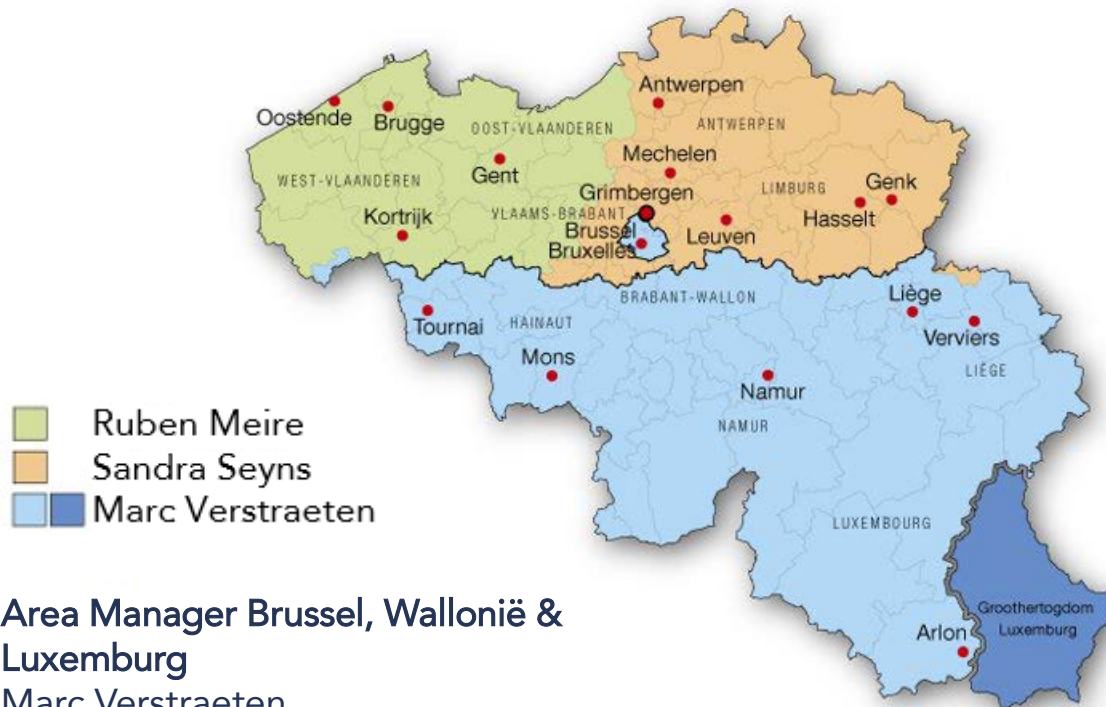 Antwerpen
Oostende
Brugge
OOST-VLAANDEREN
ANTWERPEN
Mechelen
Gent
WEST-VLAANDEREN
Grimbergen
LIMBURG
Genk
Kortrijk
VLAAMS-BRABANT
Hasselt
Brussel
Bruxelles
Leuven
BRABANT-WALLON
Liège
Tournai
HAINAUT
Verviers
Mons
LIÈGE
Namur
NAMUR
Ruben Meire
Sandra Seyns
Marc Verstraeten
LUXEMBOURG
Groothertogdom
Luxemburg
Arlon
Area Manager Brussel, Wallonië &
Luxemburg
Marc Verstraeten